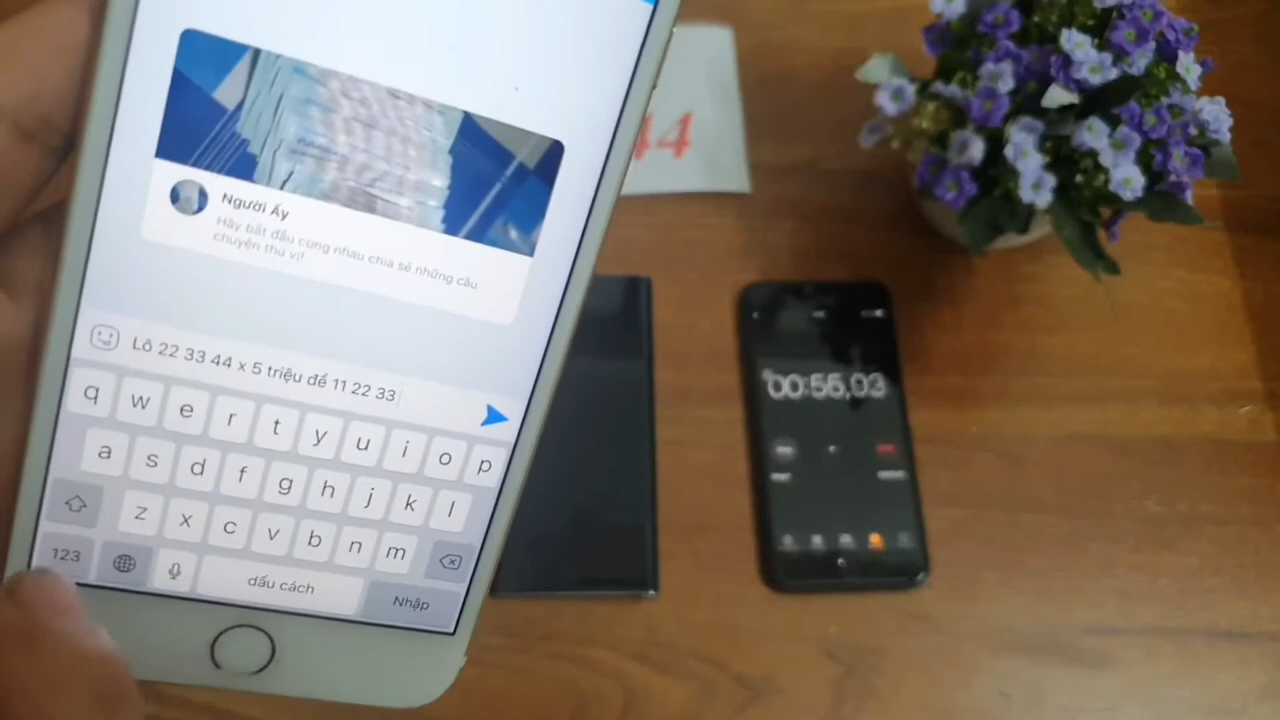 44
Người Ấy
Hãy bắt đầu cùng nhau chia sẻ những câu
chuyện thú vị!
Lô 22 33 44 x 5 triệu đề 11 22 33
00:55,03
q w e r t y u i o p
a s d f g h j k l
z x c v b n m
123 dấu cách Nhập